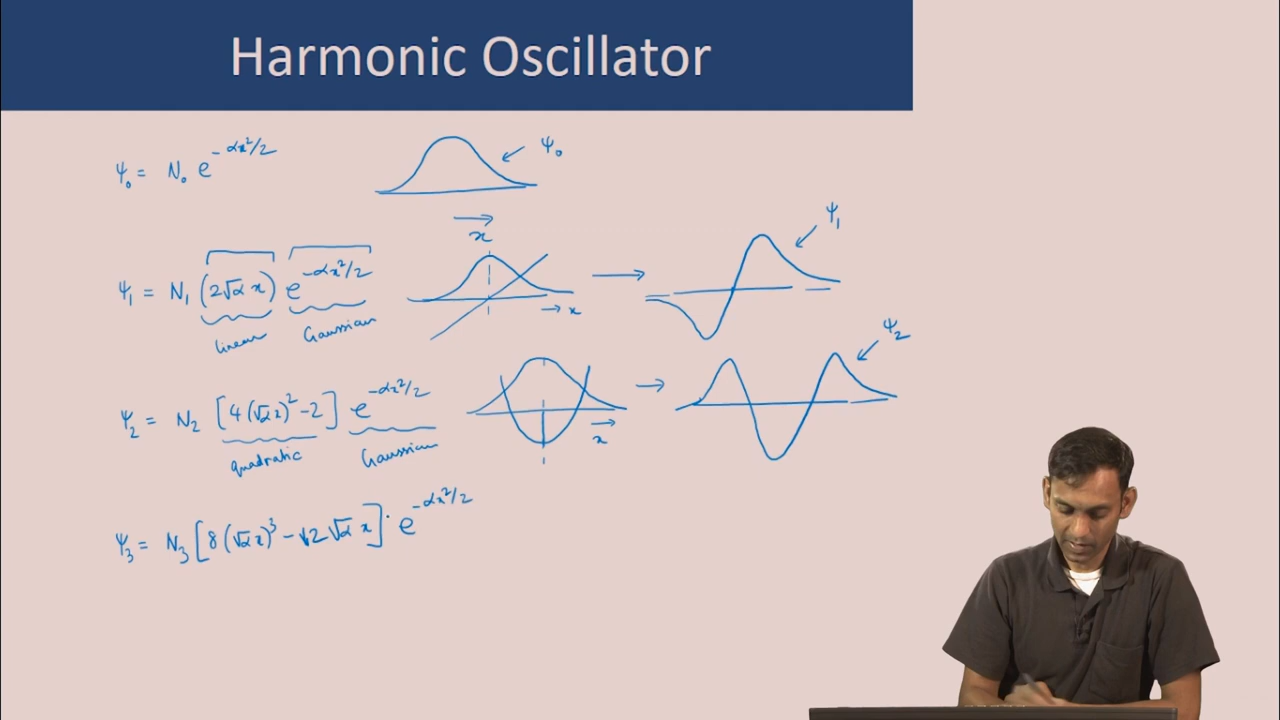 Harmonic Oscillator
ψ₀ = N₀ e^(-αx²/2)
ψ₀
x
ψ₁ = N₁ (2√α x) e^(-αx²/2)
linear Gaussian
x
ψ₁
ψ₂ = N₂ [4(√α x)² - 2] e^(-αx²/2)
quadratic Gaussian
x
ψ₂
ψ₃ = N₃ [8(√α x)³ - 12√α x] · e^(-αx²/2)